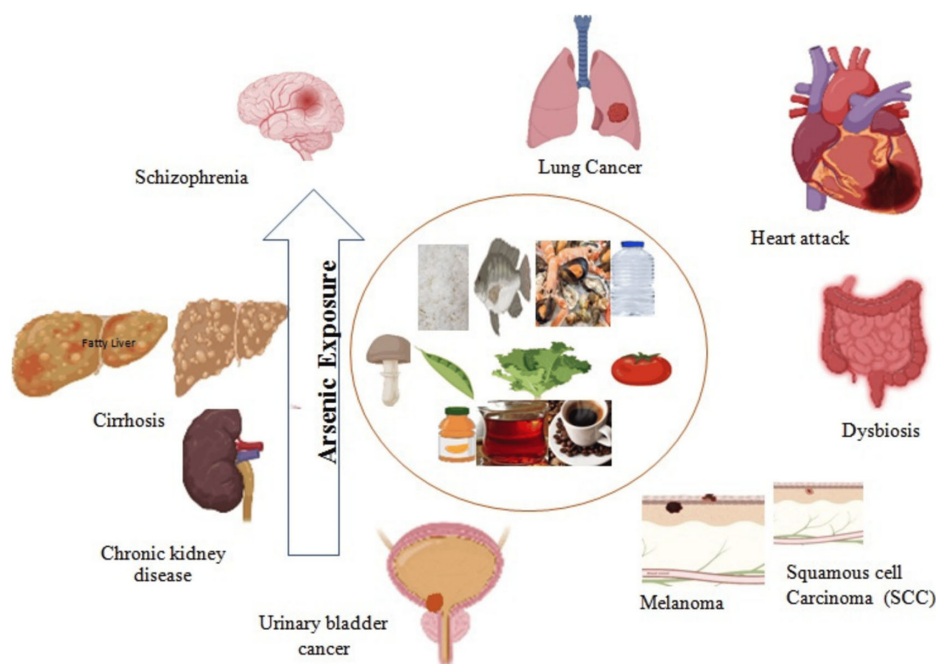 Schizophrenia
Lung Cancer
Heart attack
Arsenic Exposure
Fatty Liver
Cirrhosis
Dysbiosis
Chronic kidney
disease
Melanoma
Squamous cell
Carcinoma (SCC)
Urinary bladder
cancer